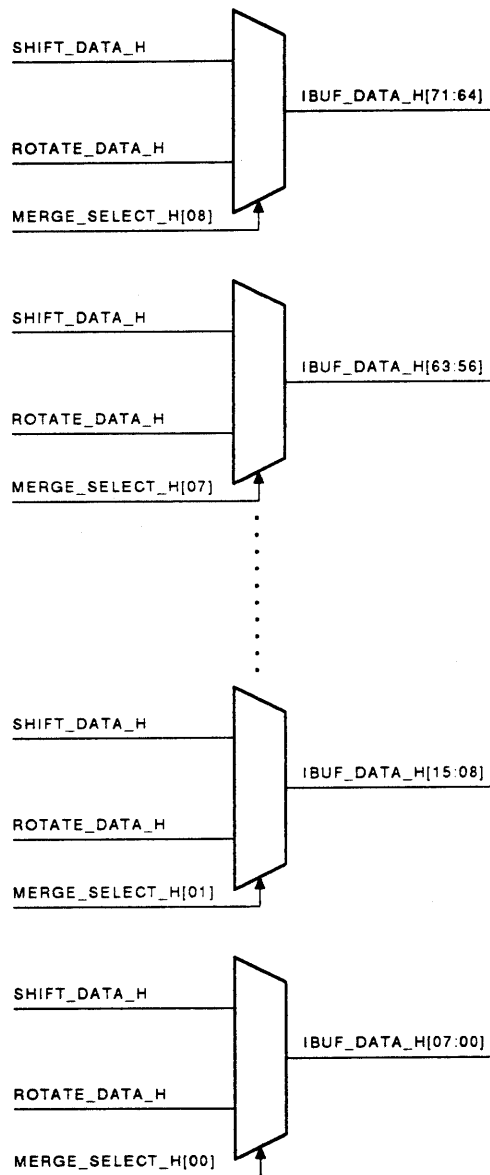 SHIFT_DATA_H
IBUF_DATA_H[71:64]
ROTATE_DATA_H
MERGE_SELECT_H[08]
SHIFT_DATA_H
IBUF_DATA_H[63:56]
ROTATE_DATA_H
MERGE_SELECT_H[07]
SHIFT_DATA_H
IBUF_DATA_H[15:08]
ROTATE_DATA_H
MERGE_SELECT_H[01]
SHIFT_DATA_H
IBUF_DATA_H[07:00]
ROTATE_DATA_H
MERGE_SELECT_H[00]